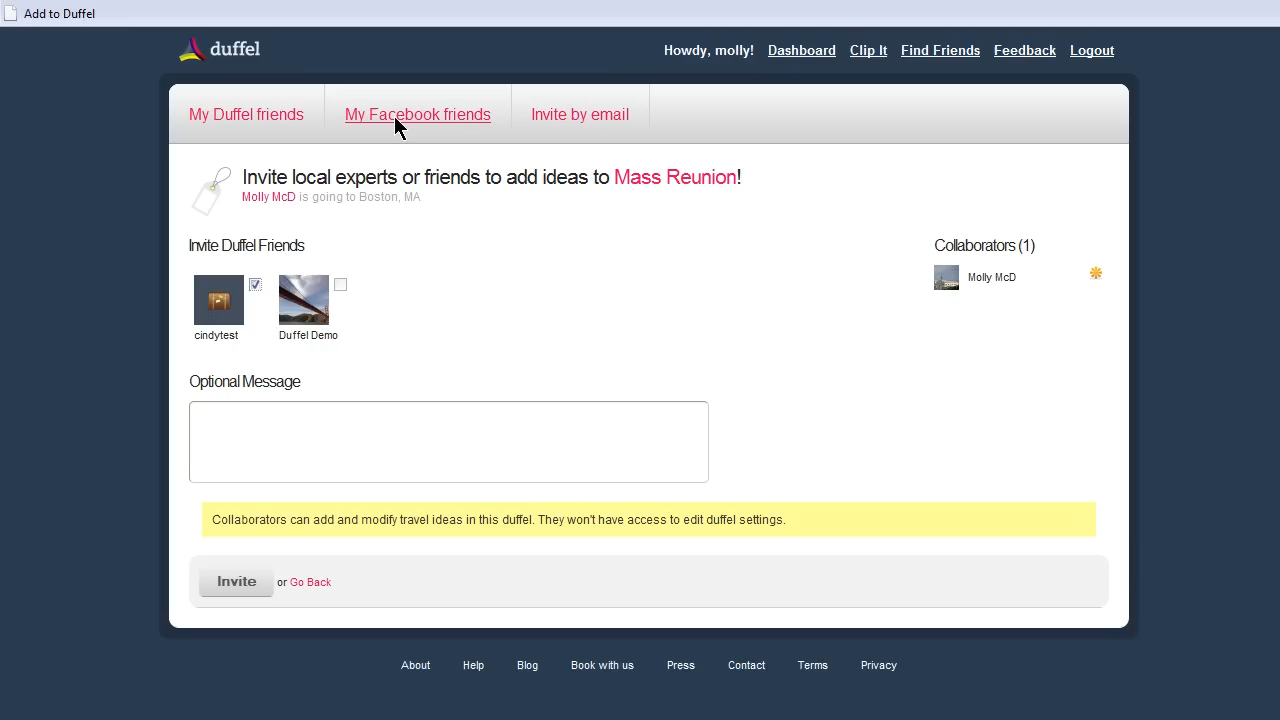 Add to Duffel
duffel
Howdy, molly! Dashboard Clip It Find Friends Feedback Logout
My Duffel friends My Facebook friends Invite by email
Invite local experts or friends to add ideas to Mass Reunion!
Molly McD is going to Boston, MA
Invite Duffel Friends
Collaborators (1)
Molly McD
cindytest Duffel Demo
Optional Message
Collaborators can add and modify travel ideas in this duffel. They won't have access to edit duffel settings.
Invite or Go Back
About Help Blog Book with us Press Contact Terms Privacy